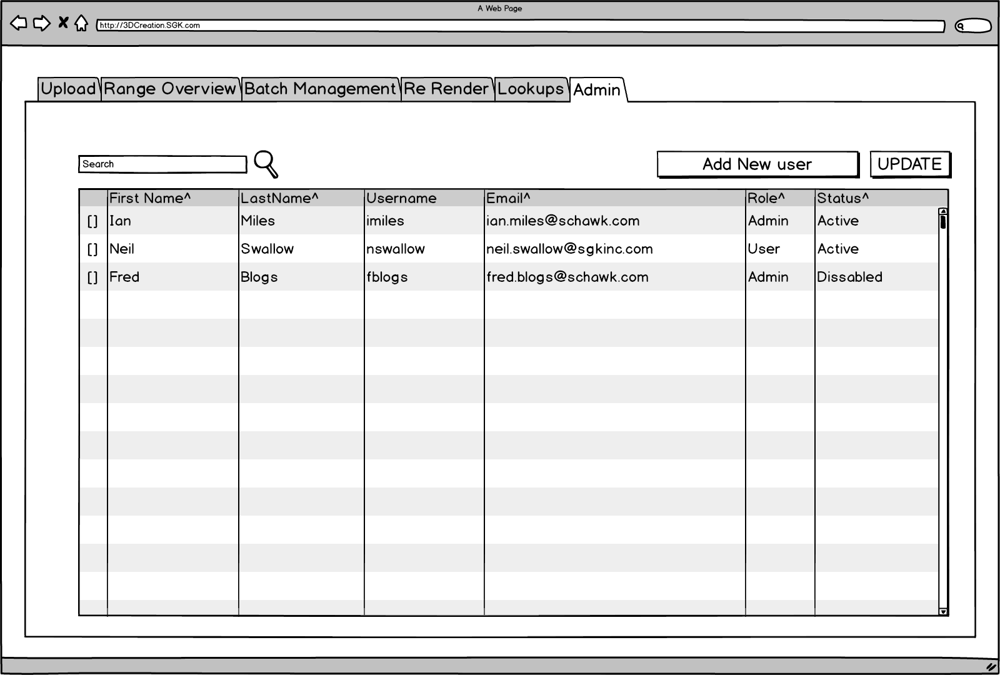 A Web Page
http://3DCreation.SGK.com
Upload Range Overview Batch Management Re Render Lookups Admin
Search Add New user UPDATE
First Name^ LastName^ Username Email^ Role^ Status^
[] Ian Miles imiles ian.miles@schawk.com Admin Active
[] Neil Swallow nswallow neil.swallow@sgkinc.com User Active
[] Fred Blogs fblogs fred.blogs@schawk.com Admin Dissabled